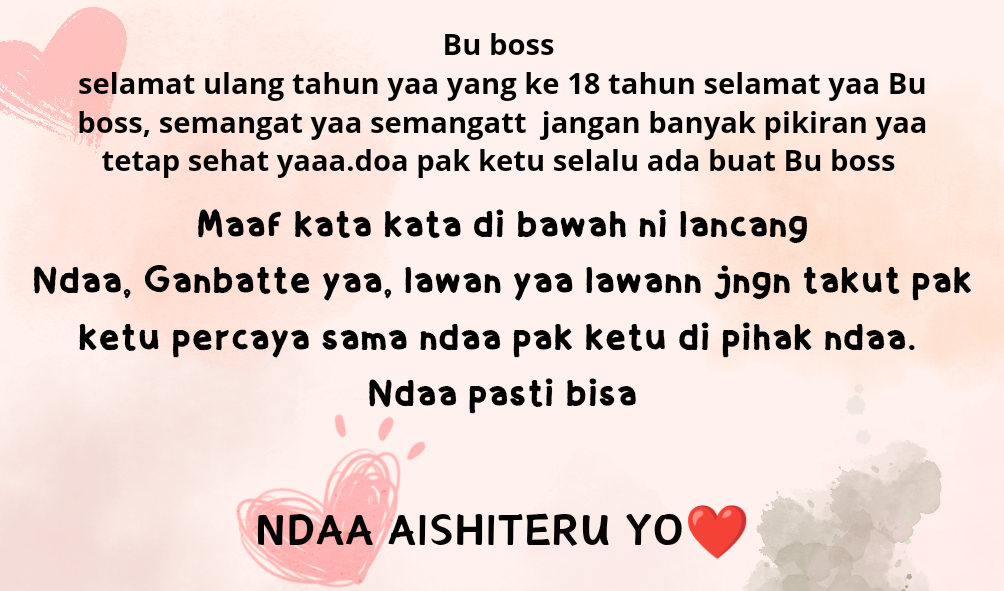 Bu boss
selamat ulang tahun yaa yang ke 18 tahun selamat yaa Bu
boss, semangat yaa semangatt  jangan banyak pikiran yaa
tetap sehat yaaa.doa pak ketu selalu ada buat Bu boss
Maaf kata kata di bawah ni lancang
Ndaa, Ganbatte yaa, lawan yaa lawann jngn takut pak
ketu percaya sama ndaa pak ketu di pihak ndaa.
Ndaa pasti bisa
NDAA AISHITERU YO❤️